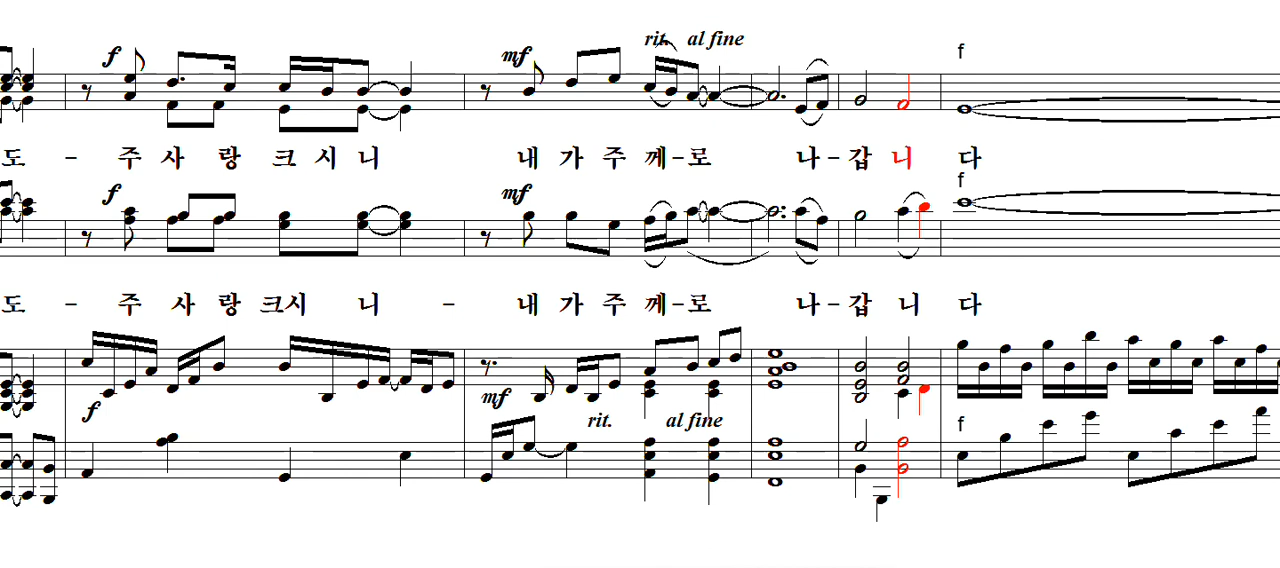 rit. al fine
f mf f
도 - 주 사 랑 크 시 니 내 가 주 께 - 로 나 - 갑 니 다
f mf f
도 - 주 사 랑 크시 니 - 내 가 주 께 - 로 나 - 갑 니 다
f mf
rit. al fine f